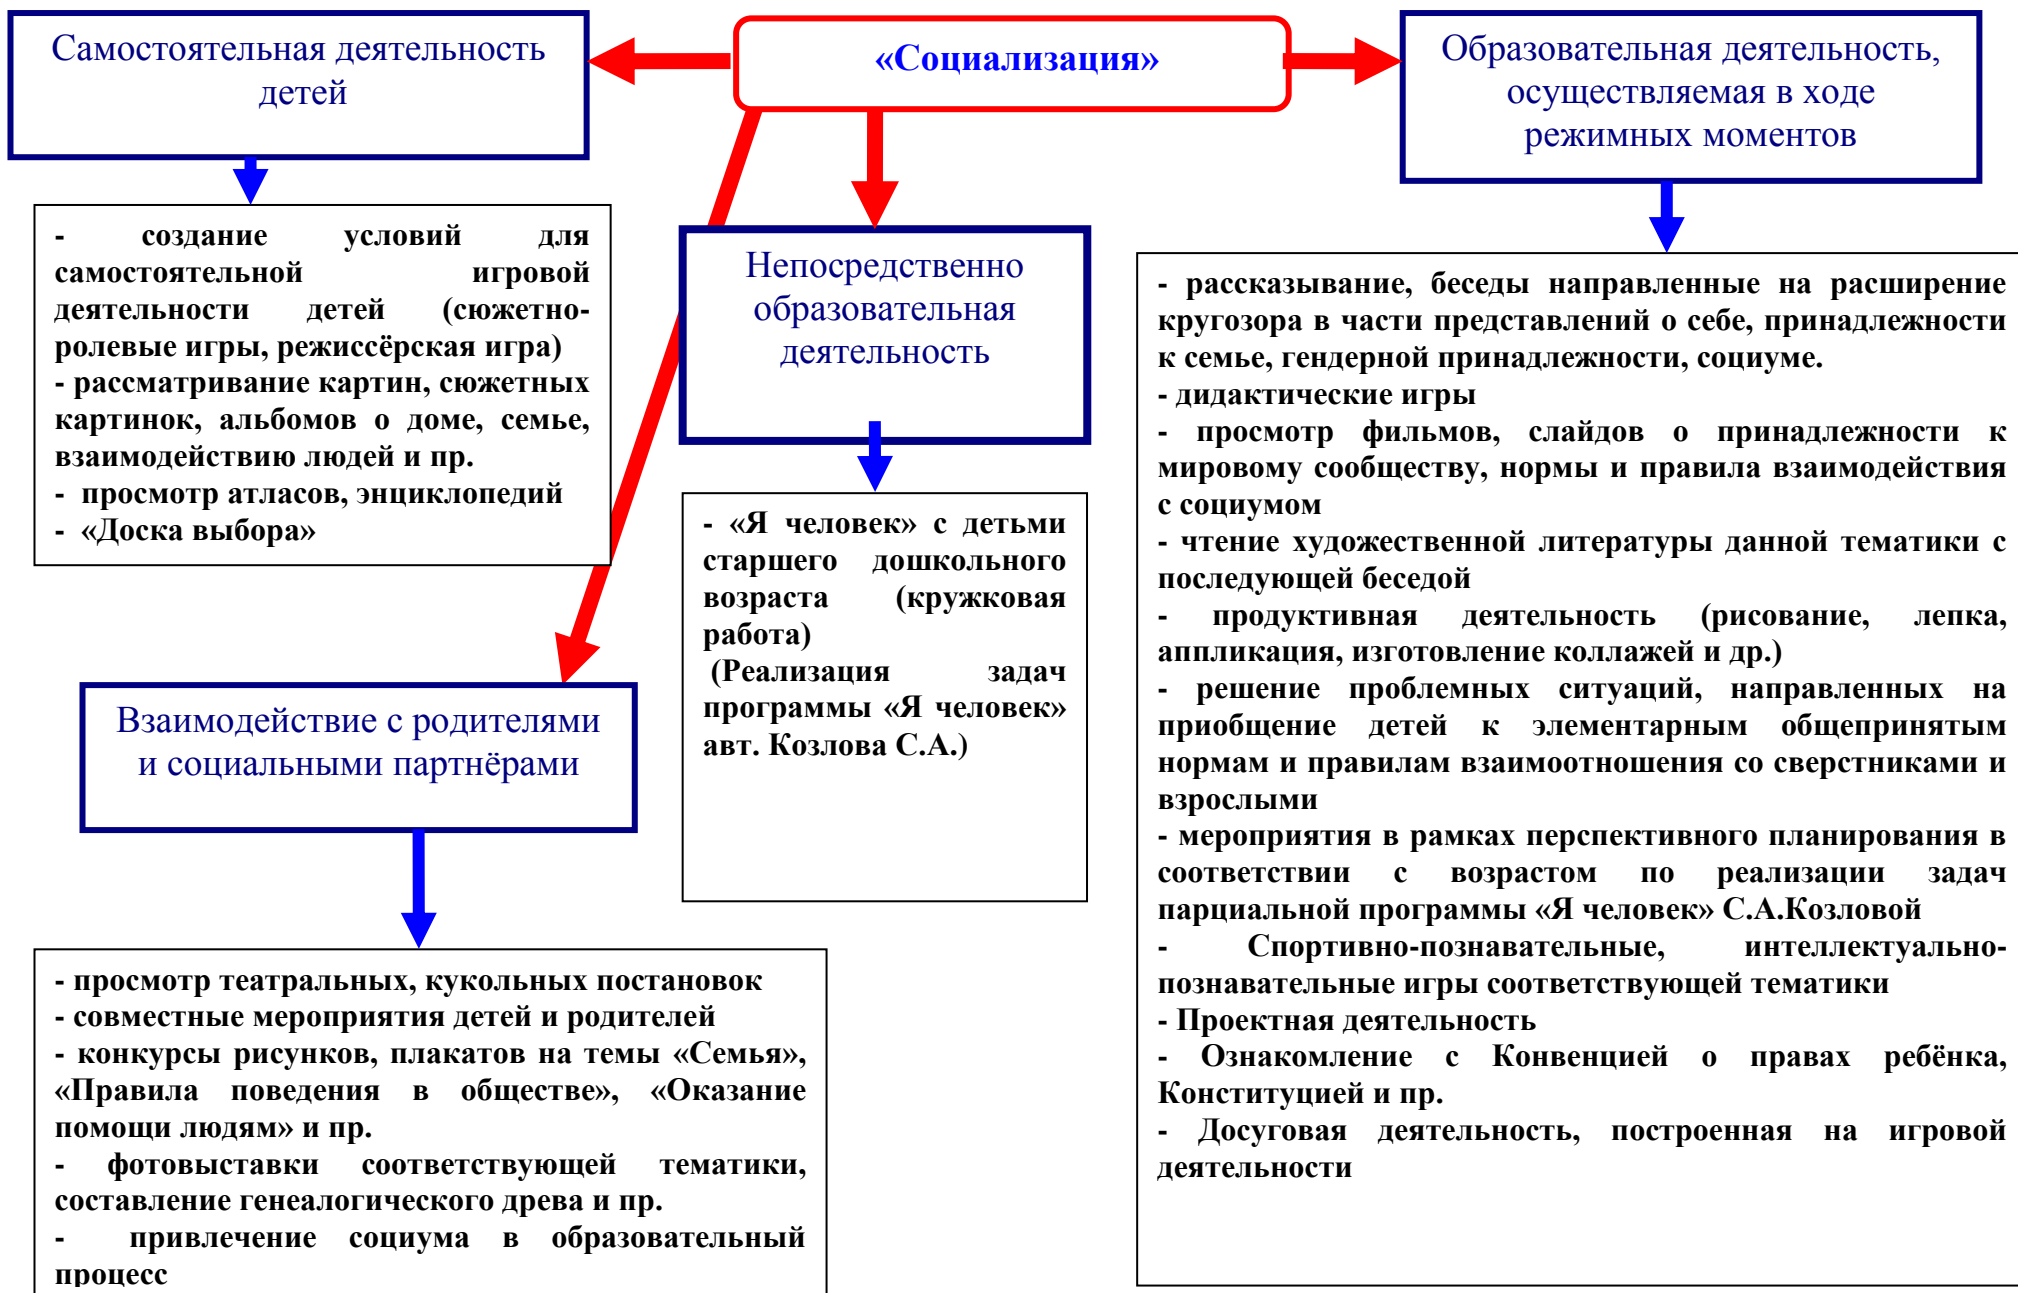 Самостоятельная деятельность
детей
«Социализация»
Образовательная деятельность,
осуществляемая в ходе
режимных моментов
- создание условий для
самостоятельной игровой
деятельности детей (сюжетно-
ролевые игры, режиссёрская игра)
- рассматривание картин, сюжетных
картинок, альбомов о доме, семье,
взаимодействию людей и пр.
- просмотр атласов, энциклопедий
- «Доска выбора»
Непосредственно
образовательная
деятельность
- «Я человек» с детьми
старшего дошкольного
возраста (кружковая
работа)
(Реализация задач
программы «Я человек»
авт. Козлова С.А.)
- рассказывание, беседы направленные на расширение
кругозора в части представлений о себе, принадлежности
к семье, гендерной принадлежности, социуме.
- дидактические игры
- просмотр фильмов, слайдов о принадлежности к
мировому сообществу, нормы и правила взаимодействия
с социумом
- чтение художественной литературы данной тематики с
последующей беседой
- продуктивная деятельность (рисование, лепка,
аппликация, изготовление коллажей и др.)
- решение проблемных ситуаций, направленных на
приобщение детей к элементарным общепринятым
нормам и правилам взаимоотношения со сверстниками и
взрослыми
- мероприятия в рамках перспективного планирования в
соответствии с возрастом по реализации задач
парциальной программы «Я человек» С.А.Козловой
- Спортивно-познавательные, интеллектуально-
познавательные игры соответствующей тематики
- Проектная деятельность
- Ознакомление с Конвенцией о правах ребёнка,
Конституцией и пр.
- Досуговая деятельность, построенная на игровой
деятельности
Взаимодействие с родителями
и социальными партнёрами
- просмотр театральных, кукольных постановок
- совместные мероприятия детей и родителей
- конкурсы рисунков, плакатов на темы «Семья»,
«Правила поведения в обществе», «Оказание
помощи людям» и пр.
- фотовыставки соответствующей тематики,
составление генеалогического древа и пр.
- привлечение социума в образовательный
процесс